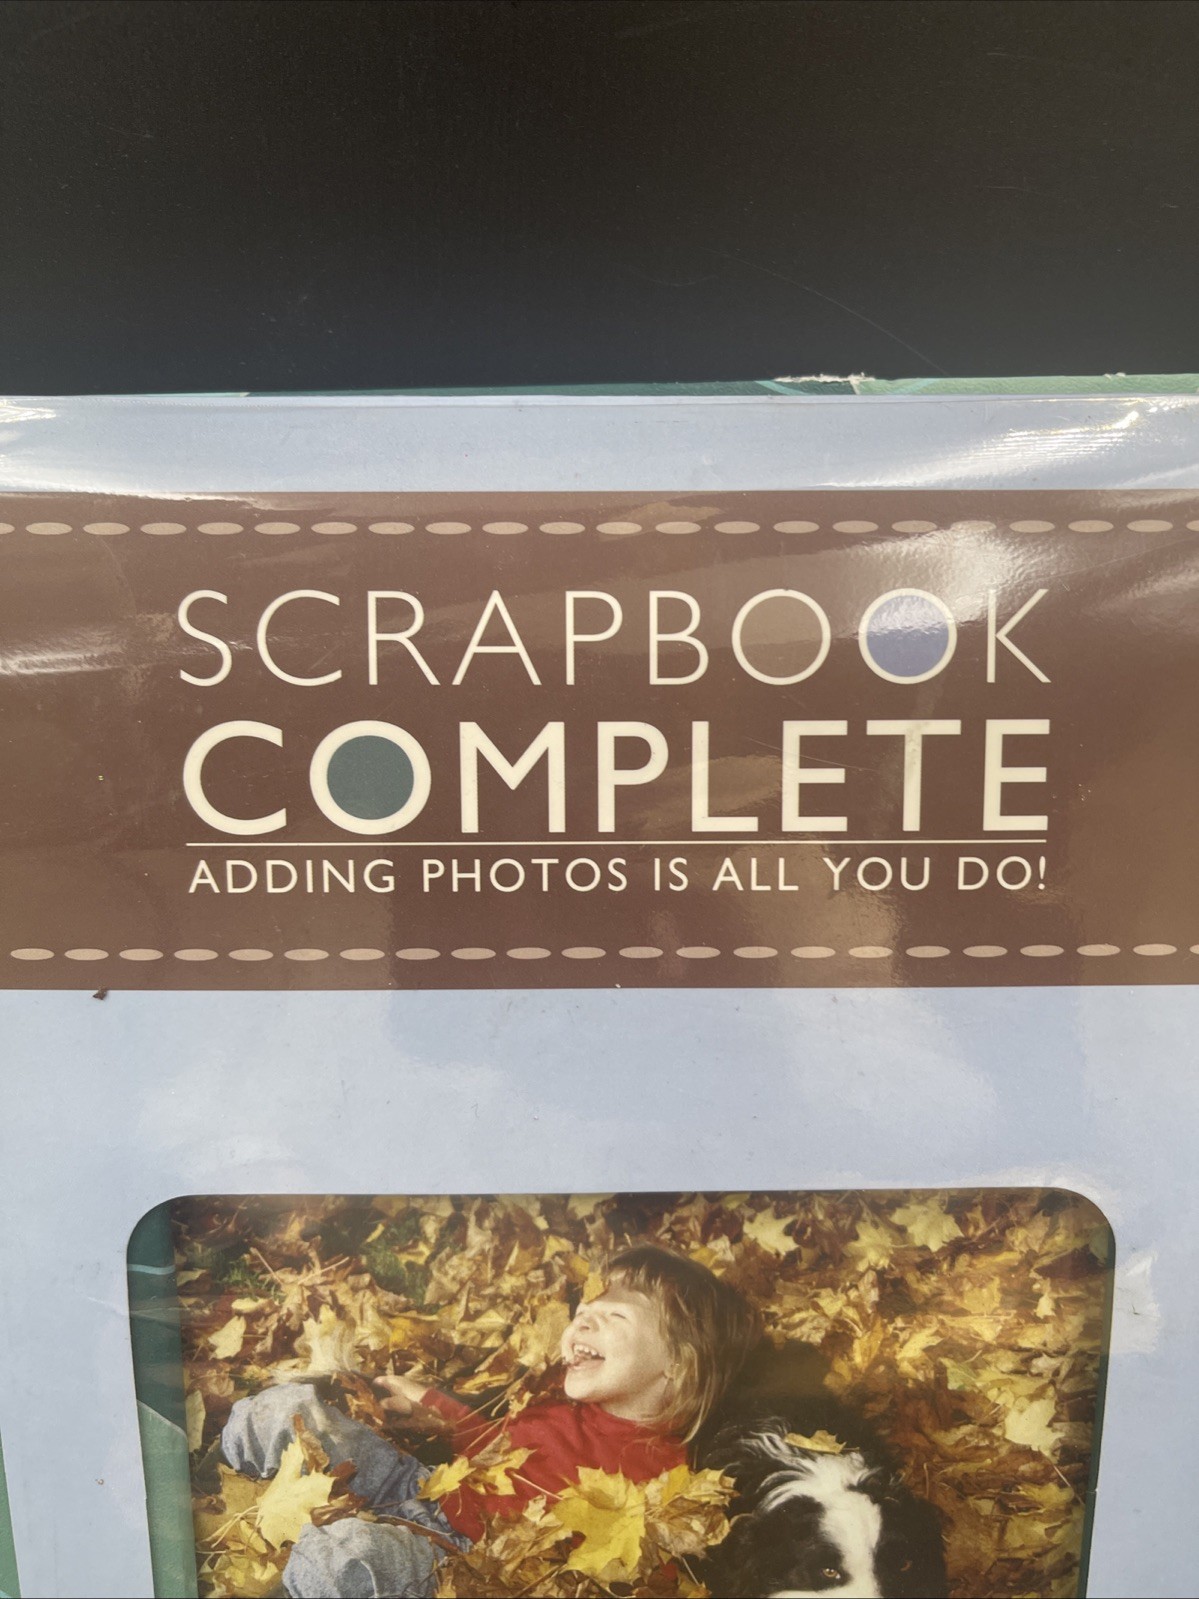 SCRAPBOOK
COMPLETE
ADDING PHOTOS IS ALL YOU DO!